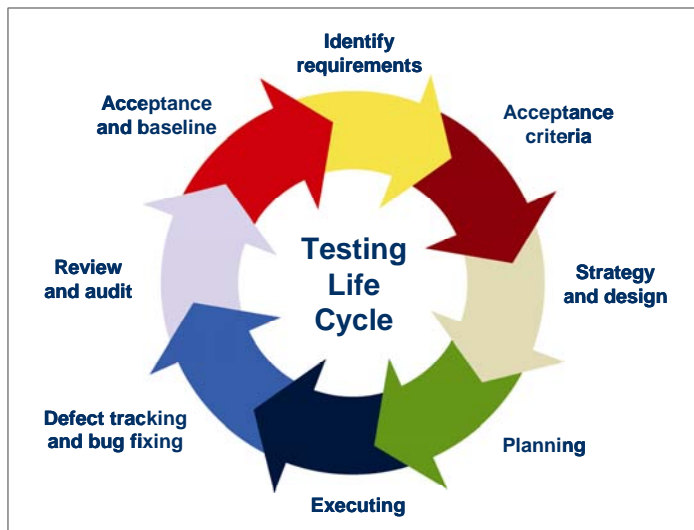 Identify
requirements
Acceptance
criteria
Strategy
and design
Planning
Executing
Defect tracking
and bug fixing
Review
and audit
Acceptance
and baseline
Testing
Life
Cycle